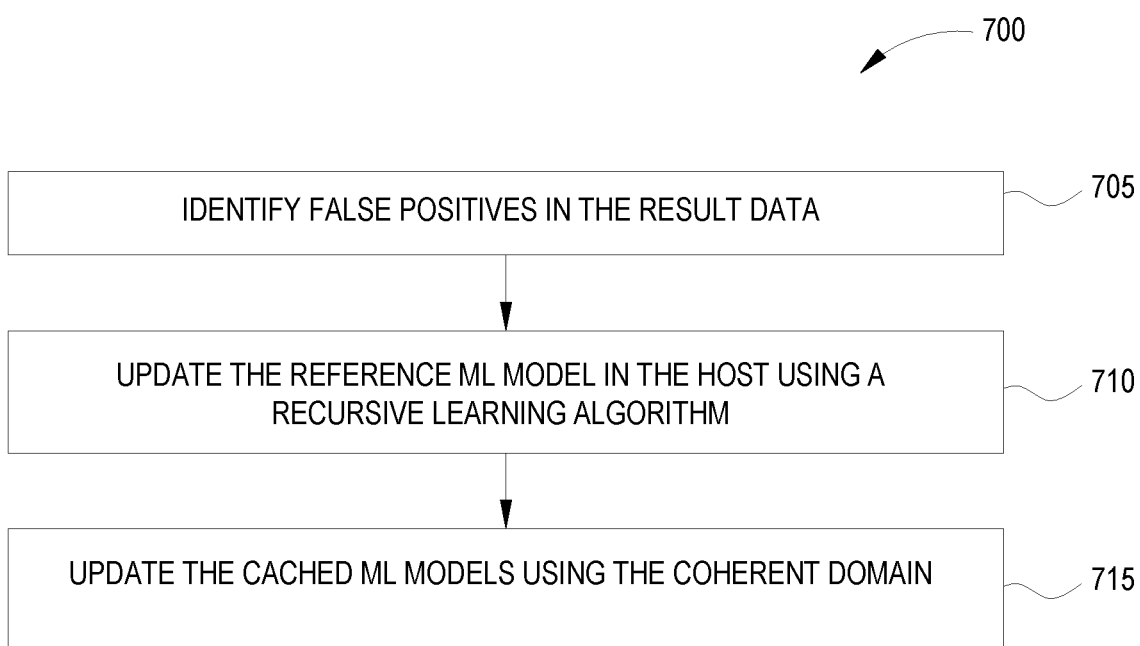 700
IDENTIFY FALSE POSITIVES IN THE RESULT DATA
705
UPDATE THE REFERENCE ML MODEL IN THE HOST USING A
RECURSIVE LEARNING ALGORITHM
710
UPDATE THE CACHED ML MODELS USING THE COHERENT DOMAIN
715